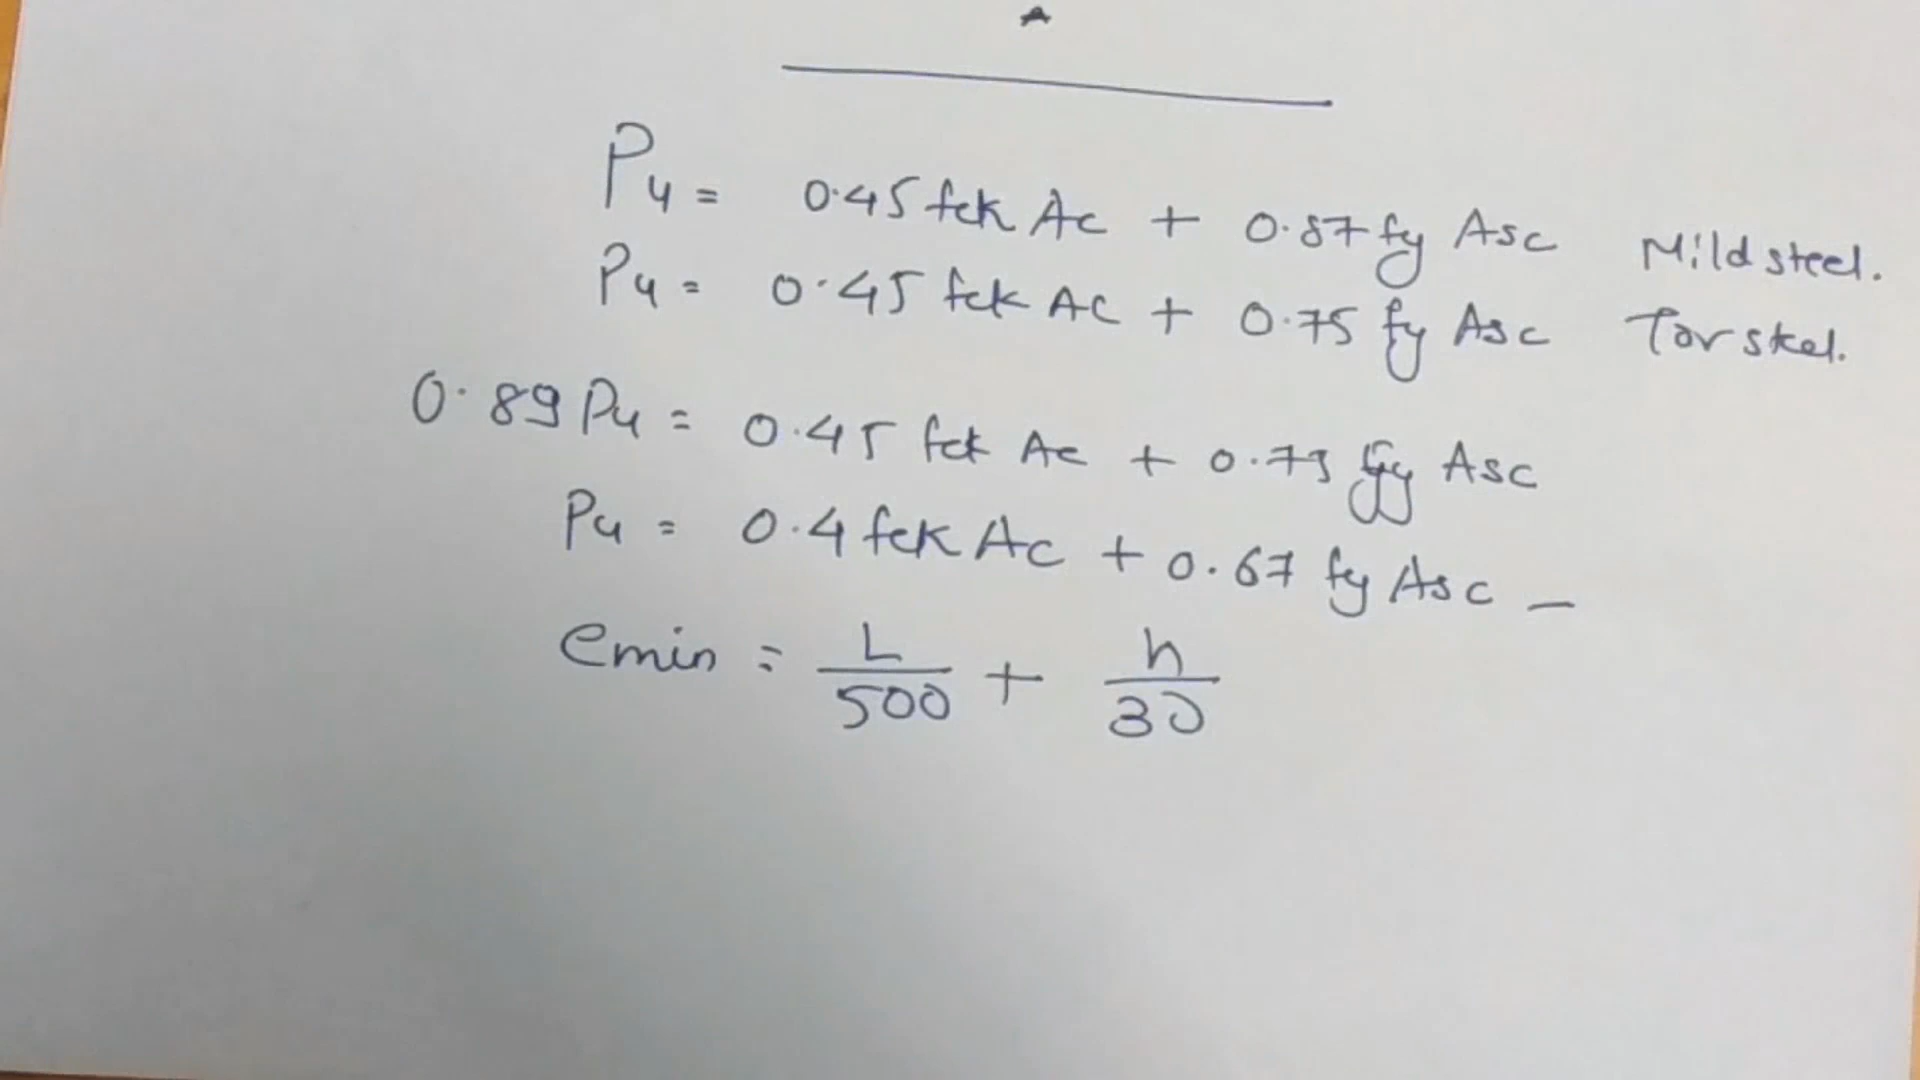 Pu = 0.45 fck Ac + 0.87 fy Asc Mild steel.
Pu = 0.45 fck Ac + 0.75 fy Asc Tor steel.
0.89 Pu = 0.45 fck Ac + 0.75 fy Asc
Pu = 0.4 fck Ac + 0.67 fy Asc –
emin = L/500 + h/30